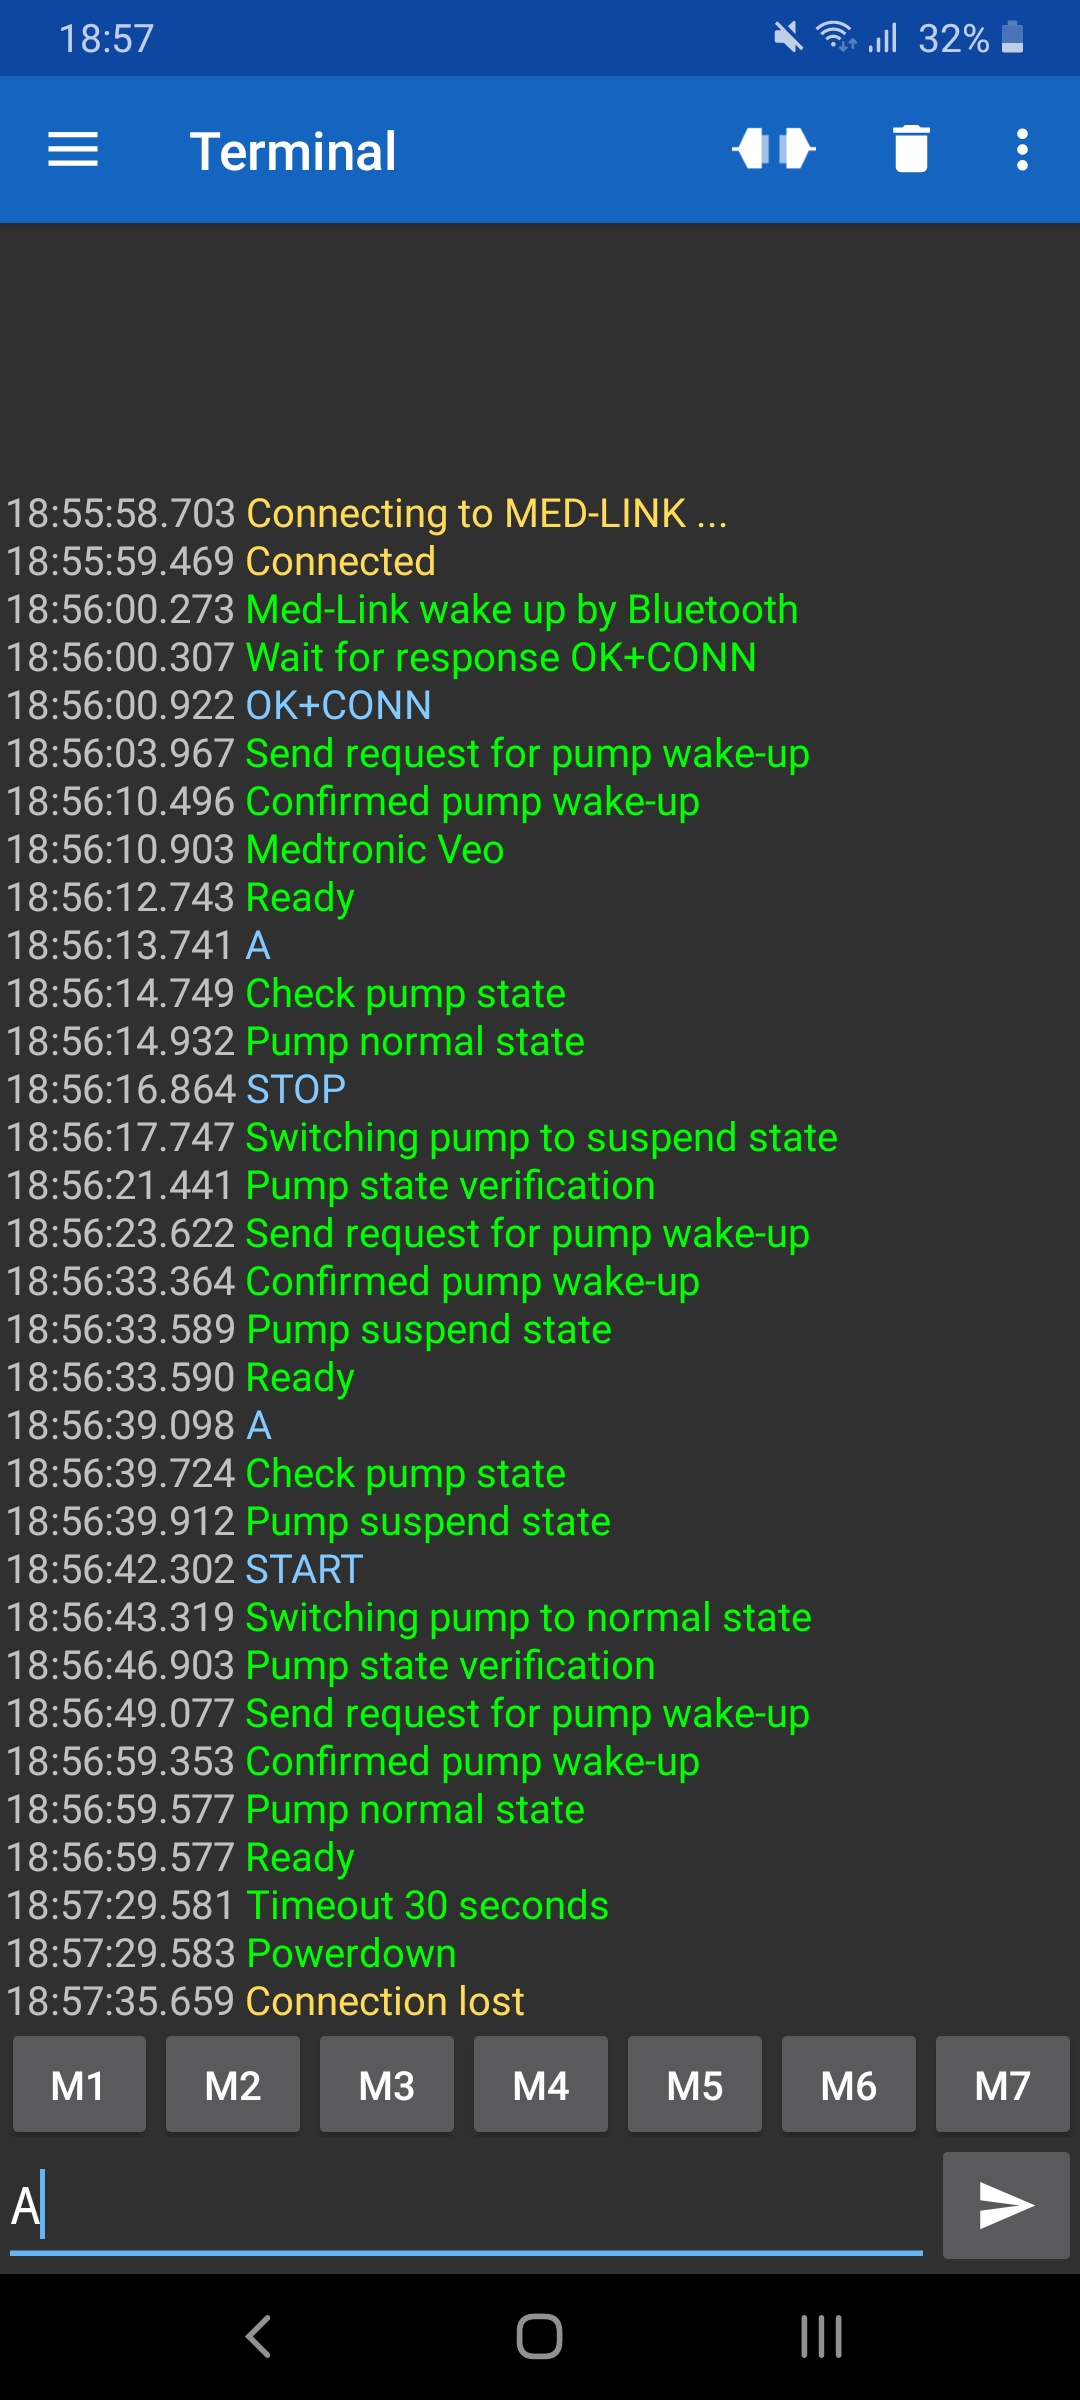 18:57 32%
Terminal
18:55:58.703 Connecting to MED-LINK ...
18:55:59.469 Connected
18:56:00.273 Med-Link wake up by Bluetooth
18:56:00.307 Wait for response OK+CONN
18:56:00.922 OK+CONN
18:56:03.967 Send request for pump wake-up
18:56:10.496 Confirmed pump wake-up
18:56:10.903 Medtronic Veo
18:56:12.743 Ready
18:56:13.741 A
18:56:14.749 Check pump state
18:56:14.932 Pump normal state
18:56:16.864 STOP
18:56:17.747 Switching pump to suspend state
18:56:21.441 Pump state verification
18:56:23.622 Send request for pump wake-up
18:56:33.364 Confirmed pump wake-up
18:56:33.589 Pump suspend state
18:56:33.590 Ready
18:56:39.098 A
18:56:39.724 Check pump state
18:56:39.912 Pump suspend state
18:56:42.302 START
18:56:43.319 Switching pump to normal state
18:56:46.903 Pump state verification
18:56:49.077 Send request for pump wake-up
18:56:59.353 Confirmed pump wake-up
18:56:59.577 Pump normal state
18:56:59.577 Ready
18:57:29.581 Timeout 30 seconds
18:57:29.583 Powerdown
18:57:35.659 Connection lost
M1 M2 M3 M4 M5 M6 M7
A